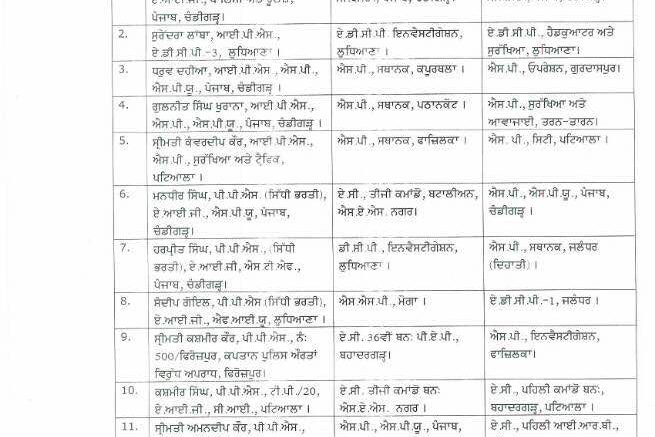 ਪੰਜਾਬ, ਚੰਡੀਗੜ੍ਹ।
2. ਸੁਰੇਂਦਰਾ ਲਾਂਬਾ, ਆਈ.ਪੀ.ਐਸ.,
ਏ.ਡੀ.ਸੀ.ਪੀ.-3, ਲੁਧਿਆਣਾ ।
ਏ.ਡੀ.ਸੀ.ਪੀ. ਇਨਵੈਸਟੀਗੇਸ਼ਨ,
ਲੁਧਿਆਣਾ ।
ਏ.ਡੀ.ਸੀ.ਪੀ., ਹੈਡਕੁਆਟਰ ਅਤੇ
ਸੁਰੱਖਿਆ, ਲੁਧਿਆਣਾ।
3. ਧਰੁਵ ਦਹੀਆ, ਆਈ.ਪੀ.ਐਸ., ਐਸ.ਪੀ.,
ਐਸ.ਪੀ.ਯੂ., ਪੰਜਾਬ, ਚੰਡੀਗੜ੍ਹ ।
ਐਸ.ਪੀ., ਸਥਾਨਕ, ਕਪੂਰਥਲਾ ।
ਐਸ.ਪੀ., ਓਪਰੇਸ਼ਨ, ਗੁਰਦਾਸਪੁਰ।
4. ਗੁਲਨੀਤ ਸਿੰਘ ਖੁਰਾਨਾ, ਆਈ.ਪੀ.ਐਸ.,
ਐਸ.ਪੀ., ਐਸ.ਪੀ.ਯੂ., ਪੰਜਾਬ, ਚੰਡੀਗੜ੍ਹ ।
ਐਸ.ਪੀ., ਸਥਾਨਕ, ਪਠਾਨਕੋਟ ।
ਐਸ.ਪੀ., ਸੁਰੱਖਿਆ ਅਤੇ
ਆਵਾਜਾਈ, ਤਰਨ-ਤਾਰਨ।
5. ਸ੍ਰੀਮਤੀ ਕੰਵਰਦੀਪ ਕੌਰ, ਆਈ.ਪੀ.ਐਸ.,
ਐਸ.ਪੀ., ਸੁਰੱਖਿਆ ਅਤੇ ਟ੍ਰੈਫਿਕ,
ਪਟਿਆਲਾ ।
ਐਸ.ਪੀ., ਸਥਾਨਕ, ਫਾਜ਼ਿਲਕਾ ।
ਐਸ. ਪੀ., ਸਿਟੀ, ਪਟਿਆਲਾ ।
6. ਮਨਧੀਰ ਸਿੰਘ, ਪੀ.ਪੀ.ਐਸ. (ਸਿੱਧੀ ਭਰਤੀ),
ਏ.ਆਈ.ਜੀ., ਐਸ.ਪੀ.ਯੂ, ਪੰਜਾਬ,
ਚੰਡੀਗੜ੍ਹ।
ਏ.ਸੀ., ਤੀਜੀ ਕਮਾਂਡੋ, ਬਟਾਲੀਅਨ,
ਐਸ.ਏ.ਐਸ. ਨਗਰ।
ਐਸ.ਪੀ., ਐਸ.ਪੀ.ਯੂ., ਪੰਜਾਬ,
ਚੰਡੀਗੜ੍ਹ ।
7. ਹਰਪ੍ਰੀਤ ਸਿੰਘ, ਪੀ.ਪੀ.ਐਸ., (ਸਿੱਧੀ
ਭਰਤੀ), ਏ.ਆਈ.ਜੀ, ਐਸ.ਟੀ.ਐਫ.,
ਪੰਜਾਬ, ਚੰਡੀਗੜ੍ਹ।
ਡੀ.ਸੀ.ਪੀ., ਇਨਵੈਸਟੀਗੇਸ਼ਨ,
ਲੁਧਿਆਣਾ ।
ਐਸ.ਪੀ., ਸਥਾਨਕ, ਜਲੰਧਰ
(ਦਿਹਾਤੀ) ।
8. ਸੰਦੀਪ ਗੋਇਲ, ਪੀ.ਪੀ.ਐਸ (ਸਿੱਧੀ ਭਰਤੀ),
ਏ.ਆਈ.ਜੀ., ਐਫ.ਆਈ.ਯੂ, ਲੁਧਿਆਣਾ ।
ਐਸ.ਐਸ.ਪੀ., ਮੋਗਾ ।
ਏ.ਡੀ.ਸੀ.ਪੀ.-1, ਜਲੰਧਰ ।
9. ਸ੍ਰੀਮਤੀ ਕਸ਼ਮੀਰ ਕੌਰ, ਪੀ.ਪੀ.ਐਸ., ਨੰ:
500/ਫਿਰੋਜ਼ਪੁਰ, ਕਪਤਾਨ ਪੁਲਿਸ ਔਰਤਾਂ
ਵਿਰੁੱਧ ਅਪਰਾਧ, ਫਿਰੋਜ਼ਪੁਰ।
ਏ.ਸੀ. 36ਵੀਂ ਬਨ: ਪੀ.ਏ.ਪੀ.,
ਬਹਾਦਰਗੜ੍ਹ।
ਐਸ.ਪੀ., ਇਨਵੈਸਟੀਗੇਸ਼ਨ,
ਫਾਜ਼ਿਲਕਾ।
10. ਕਸ਼ਮੀਰ ਸਿੰਘ, ਪੀ.ਪੀ.ਐਸ., ਟੀ.ਪੀ./20,
ਏ.ਆਈ.ਜੀ., ਸੀ.ਆਈ., ਪਟਿਆਲਾ ।
ਏ.ਸੀ. ਤੀਜੀ ਕਮਾਂਡੋ ਬਨ:
ਐਸ.ਏ.ਐਸ. ਨਗਰ ।
ਏ.ਸੀ., ਪਹਿਲੀ ਕਮਾਂਡੋ ਬਨ:,
ਬਹਾਦਰਗੜ੍ਹ, ਪਟਿਆਲਾ ।
11. ਸ੍ਰੀਮਤੀ ਅਮਨਦੀਪ ਕੌਰ, ਪੀ.ਪੀ.ਐਸ.,
ਐਸ.ਪੀ., ਐਸ.ਪੀ.ਯੂ., ਪੰਜਾਬ,
ਏ.ਸੀ., ਪਹਿਲੀ ਆਈ.ਆਰ.ਬੀ.,